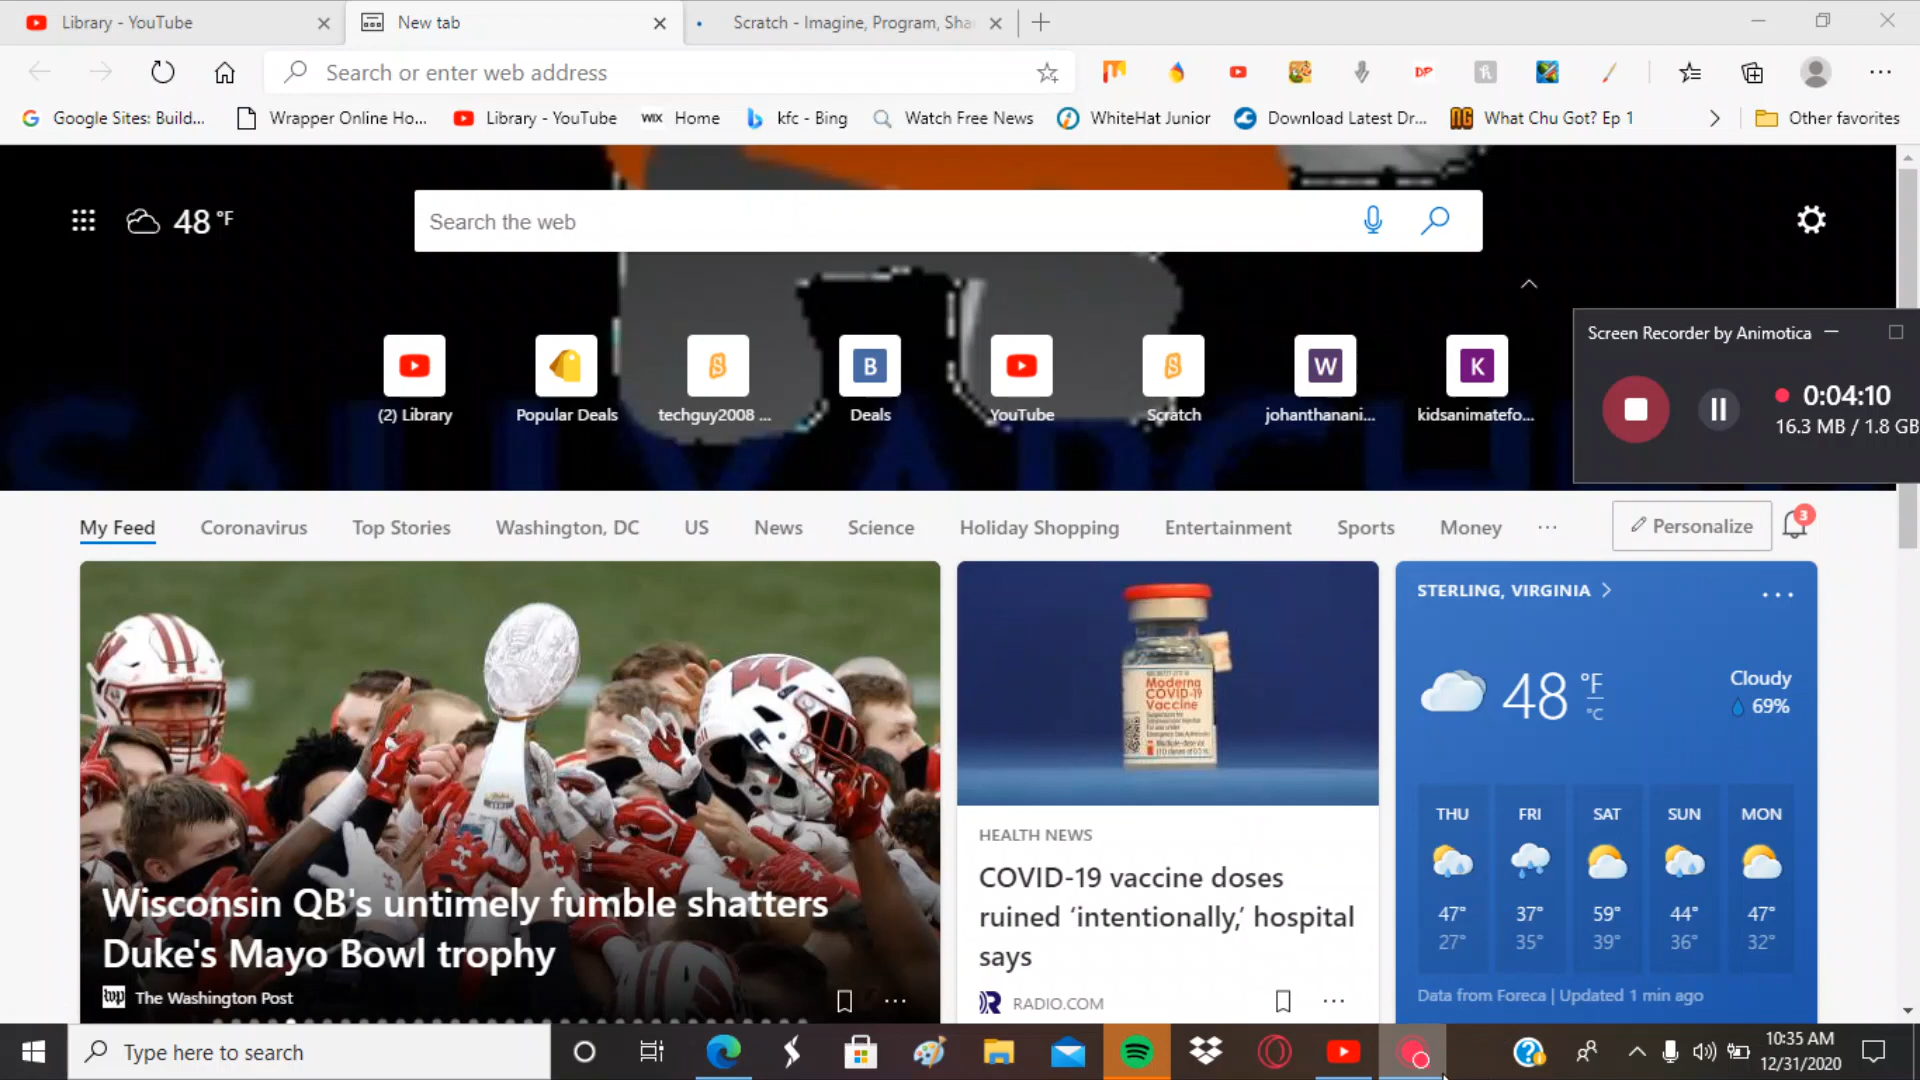 Library - YouTube
New tab
Scratch - Imagine, Program, Sha
Search or enter web address
Google Sites: Build...
Wrapper Online Ho...
Library - YouTube
WIX Home
kfc - Bing
Watch Free News
WhiteHat Junior
Download Latest Dr...
What Chu Got? Ep 1
Other favorites
48 °F
Search the web
(2) Library
Popular Deals
techguy2008 ...
B
Deals
YouTube
Scratch
W
johanthanani...
K
kidsanimatefo...
Screen Recorder by Animotica
0:04:10
16.3 MB / 1.8 GB
My Feed
Coronavirus
Top Stories
Washington, DC
US
News
Science
Holiday Shopping
Entertainment
Sports
Money
Personalize
3
Moderna
COVID-19
Vaccine
Wisconsin QB's untimely fumble shatters
Duke's Mayo Bowl trophy
wp The Washington Post
HEALTH NEWS
COVID-19 vaccine doses
ruined ‘intentionally,’ hospital
says
RADIO.COM
STERLING, VIRGINIA
48 °F
°C
Cloudy
69%
THU FRI SAT SUN MON
47° 37° 59° 44° 47°
27° 35° 39° 36° 32°
Data from Foreca | Updated 1 min ago
Type here to search
10:35 AM
12/31/2020